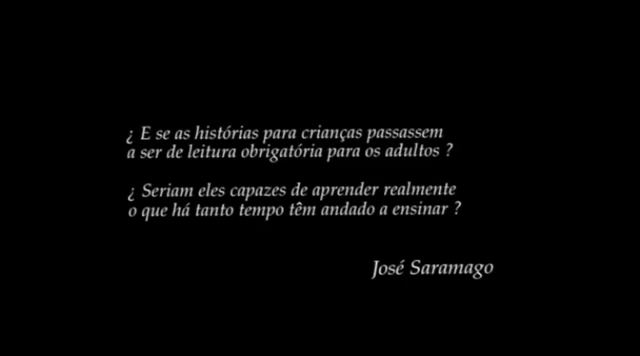 ¿ E se as histórias para crianças passassem
a ser de leitura obrigatória para os adultos ?
¿ Seriam eles capazes de aprender realmente
o que há tanto tempo têm andado a ensinar ?
José Saramago